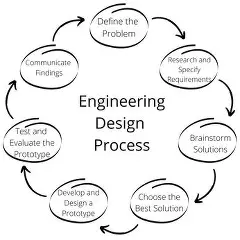 Define the
Problem
Research and
Specify
Requirements
Brainstorm
Solutions
Choose the
Best Solution
Develop and
Design a
Prototype
Test and
Evaluate the
Prototype
Communicate
Findings
Engineering
Design
Process